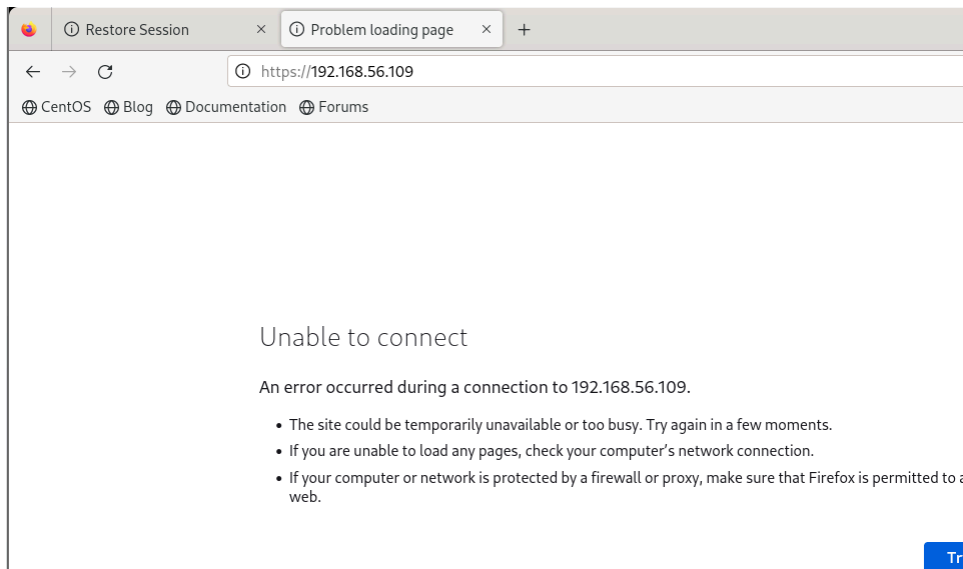 Restore Session
Problem loading page
https://192.168.56.109
CentOS Blog Documentation Forums
Unable to connect
An error occurred during a connection to 192.168.56.109.
• The site could be temporarily unavailable or too busy. Try again in a few moments.
• If you are unable to load any pages, check your computer's network connection.
• If your computer or network is protected by a firewall or proxy, make sure that Firefox is permitted to
web.